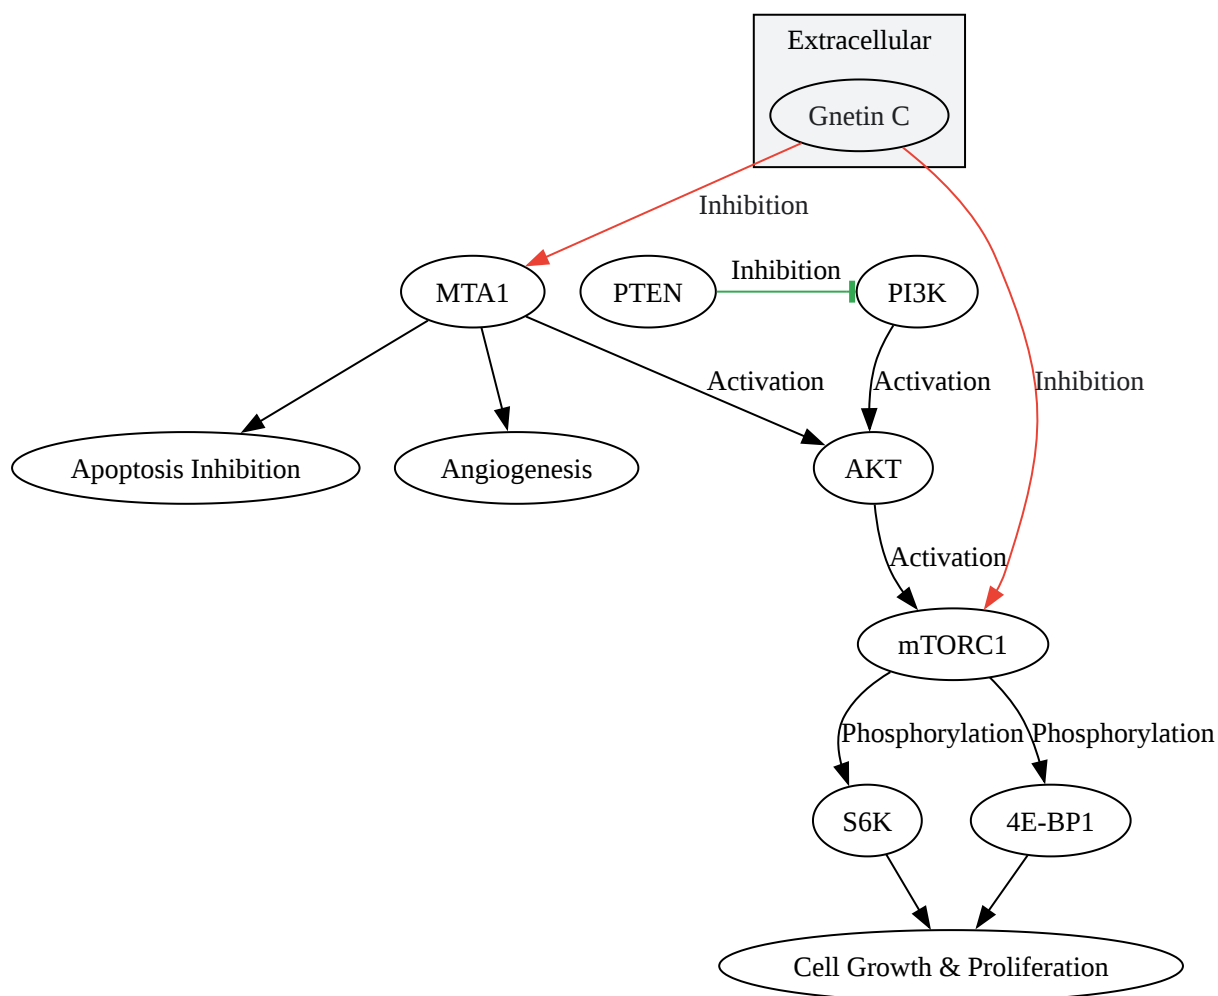 Extracellular
Gnetin C
Inhibition
MTA1
PTEN
Inhibition
PI3K
Activation
Activation
Inhibition
Apoptosis Inhibition
Angiogenesis
AKT
Activation
mTORC1
Phosphorylation
Phosphorylation
S6K
4E-BP1
Cell Growth & Proliferation